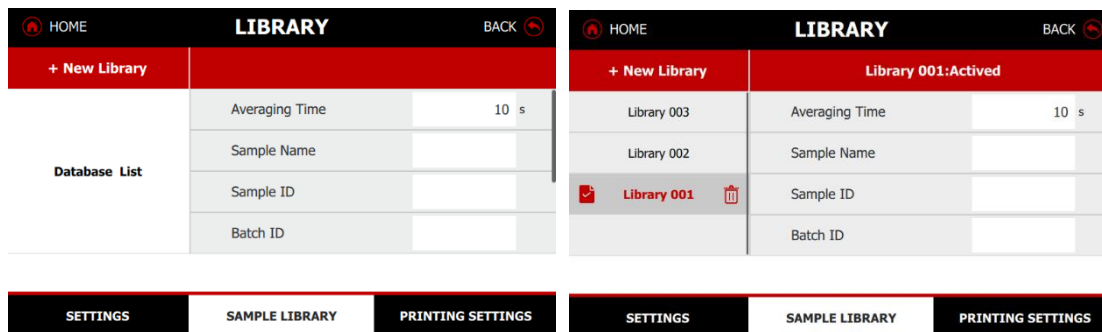 HOME LIBRARY BACK
+ New Library
Averaging Time 10 s
Sample Name
Database List
Sample ID
Batch ID
SETTINGS SAMPLE LIBRARY PRINTING SETTINGS
HOME LIBRARY BACK
+ New Library Library 001:Actived
Library 003 Averaging Time 10 s
Library 002 Sample Name
Library 001 Sample ID
Batch ID
SETTINGS SAMPLE LIBRARY PRINTING SETTINGS